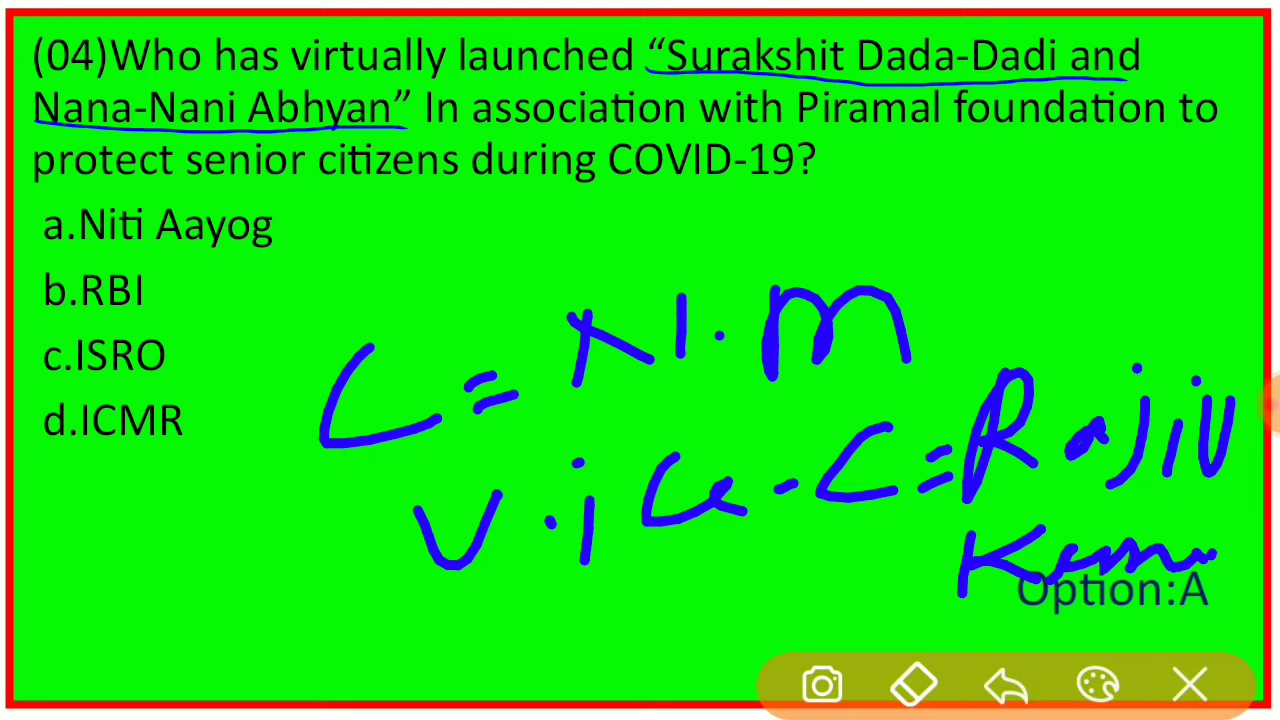 (04)Who has virtually launched “Surakshit Dada-Dadi and
Nana-Nani Abhyan” In association with Piramal foundation to
protect senior citizens during COVID-19?
a.Niti Aayog
b.RBI
c.ISRO
d.ICMR
C = N.M
Vice-C = Rajiv
Option:A